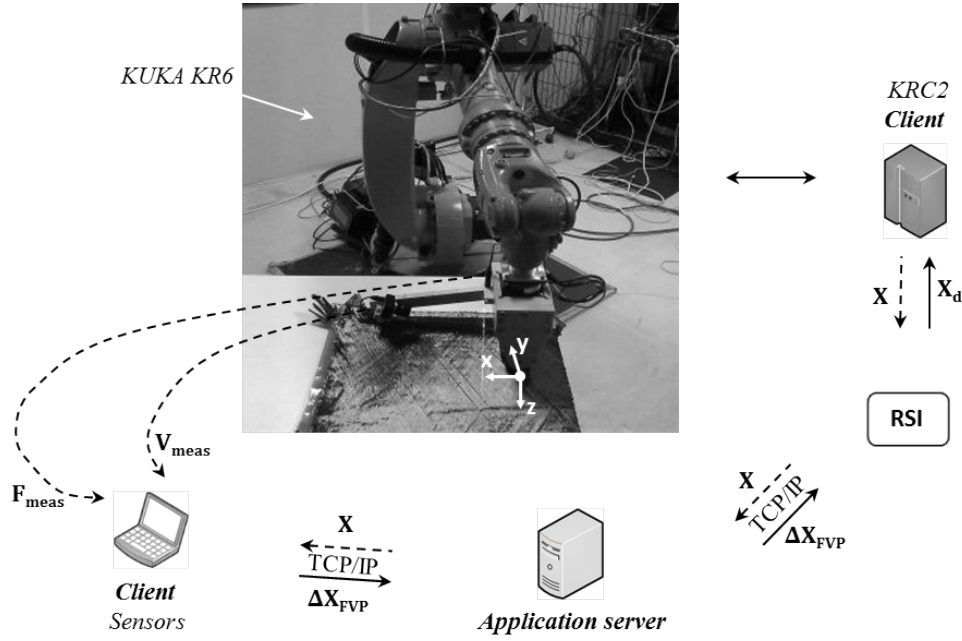 KUKA KR6
KRC2
Client
X
X_d
RSI
y
x
z
V_meas
F_meas
X
TCP/IP
ΔX_FVP
X
TCP/IP
ΔX_FVP
Client
Sensors
Application server